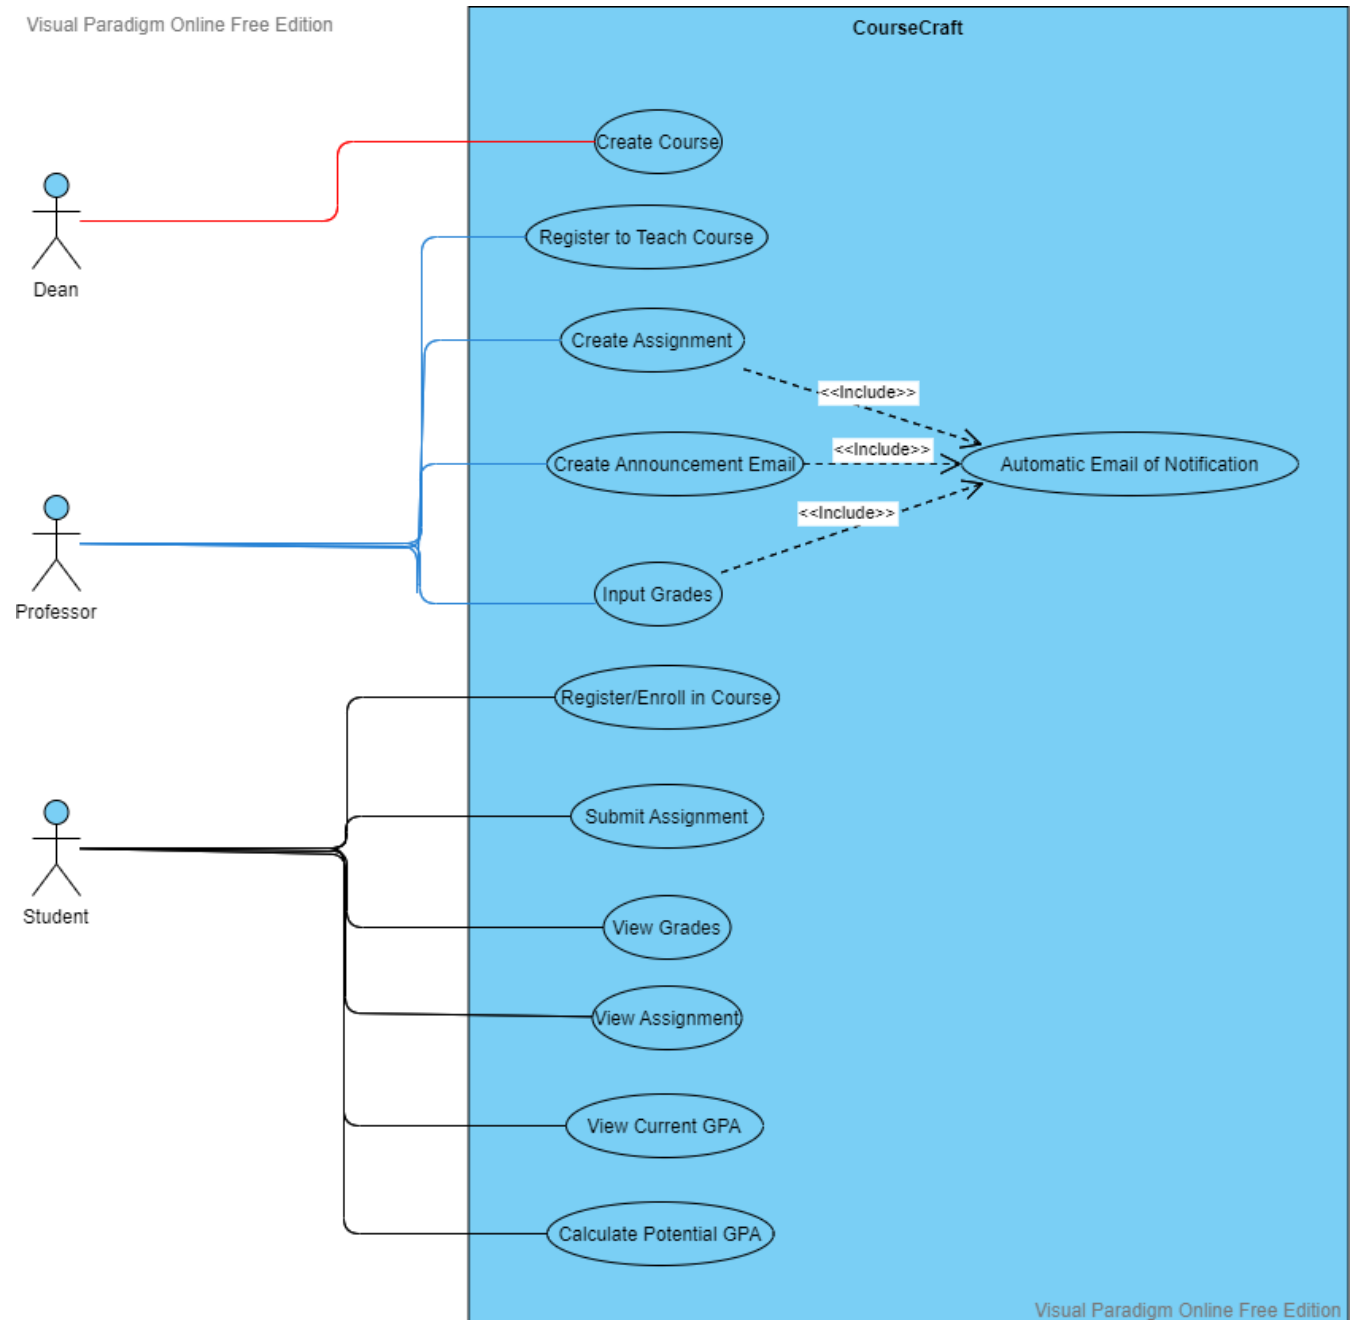 Visual Paradigm Online Free Edition
CourseCraft
Create Course
Dean
Register to Teach Course
Create Assignment
<<Include>>
Create Announcement Email
<<Include>>
Automatic Email of Notification
<<Include>>
Professor
Input Grades
Register/Enroll in Course
Submit Assignment
Student
View Grades
View Assignment
View Current GPA
Calculate Potential GPA
Visual Paradigm Online Free Edition